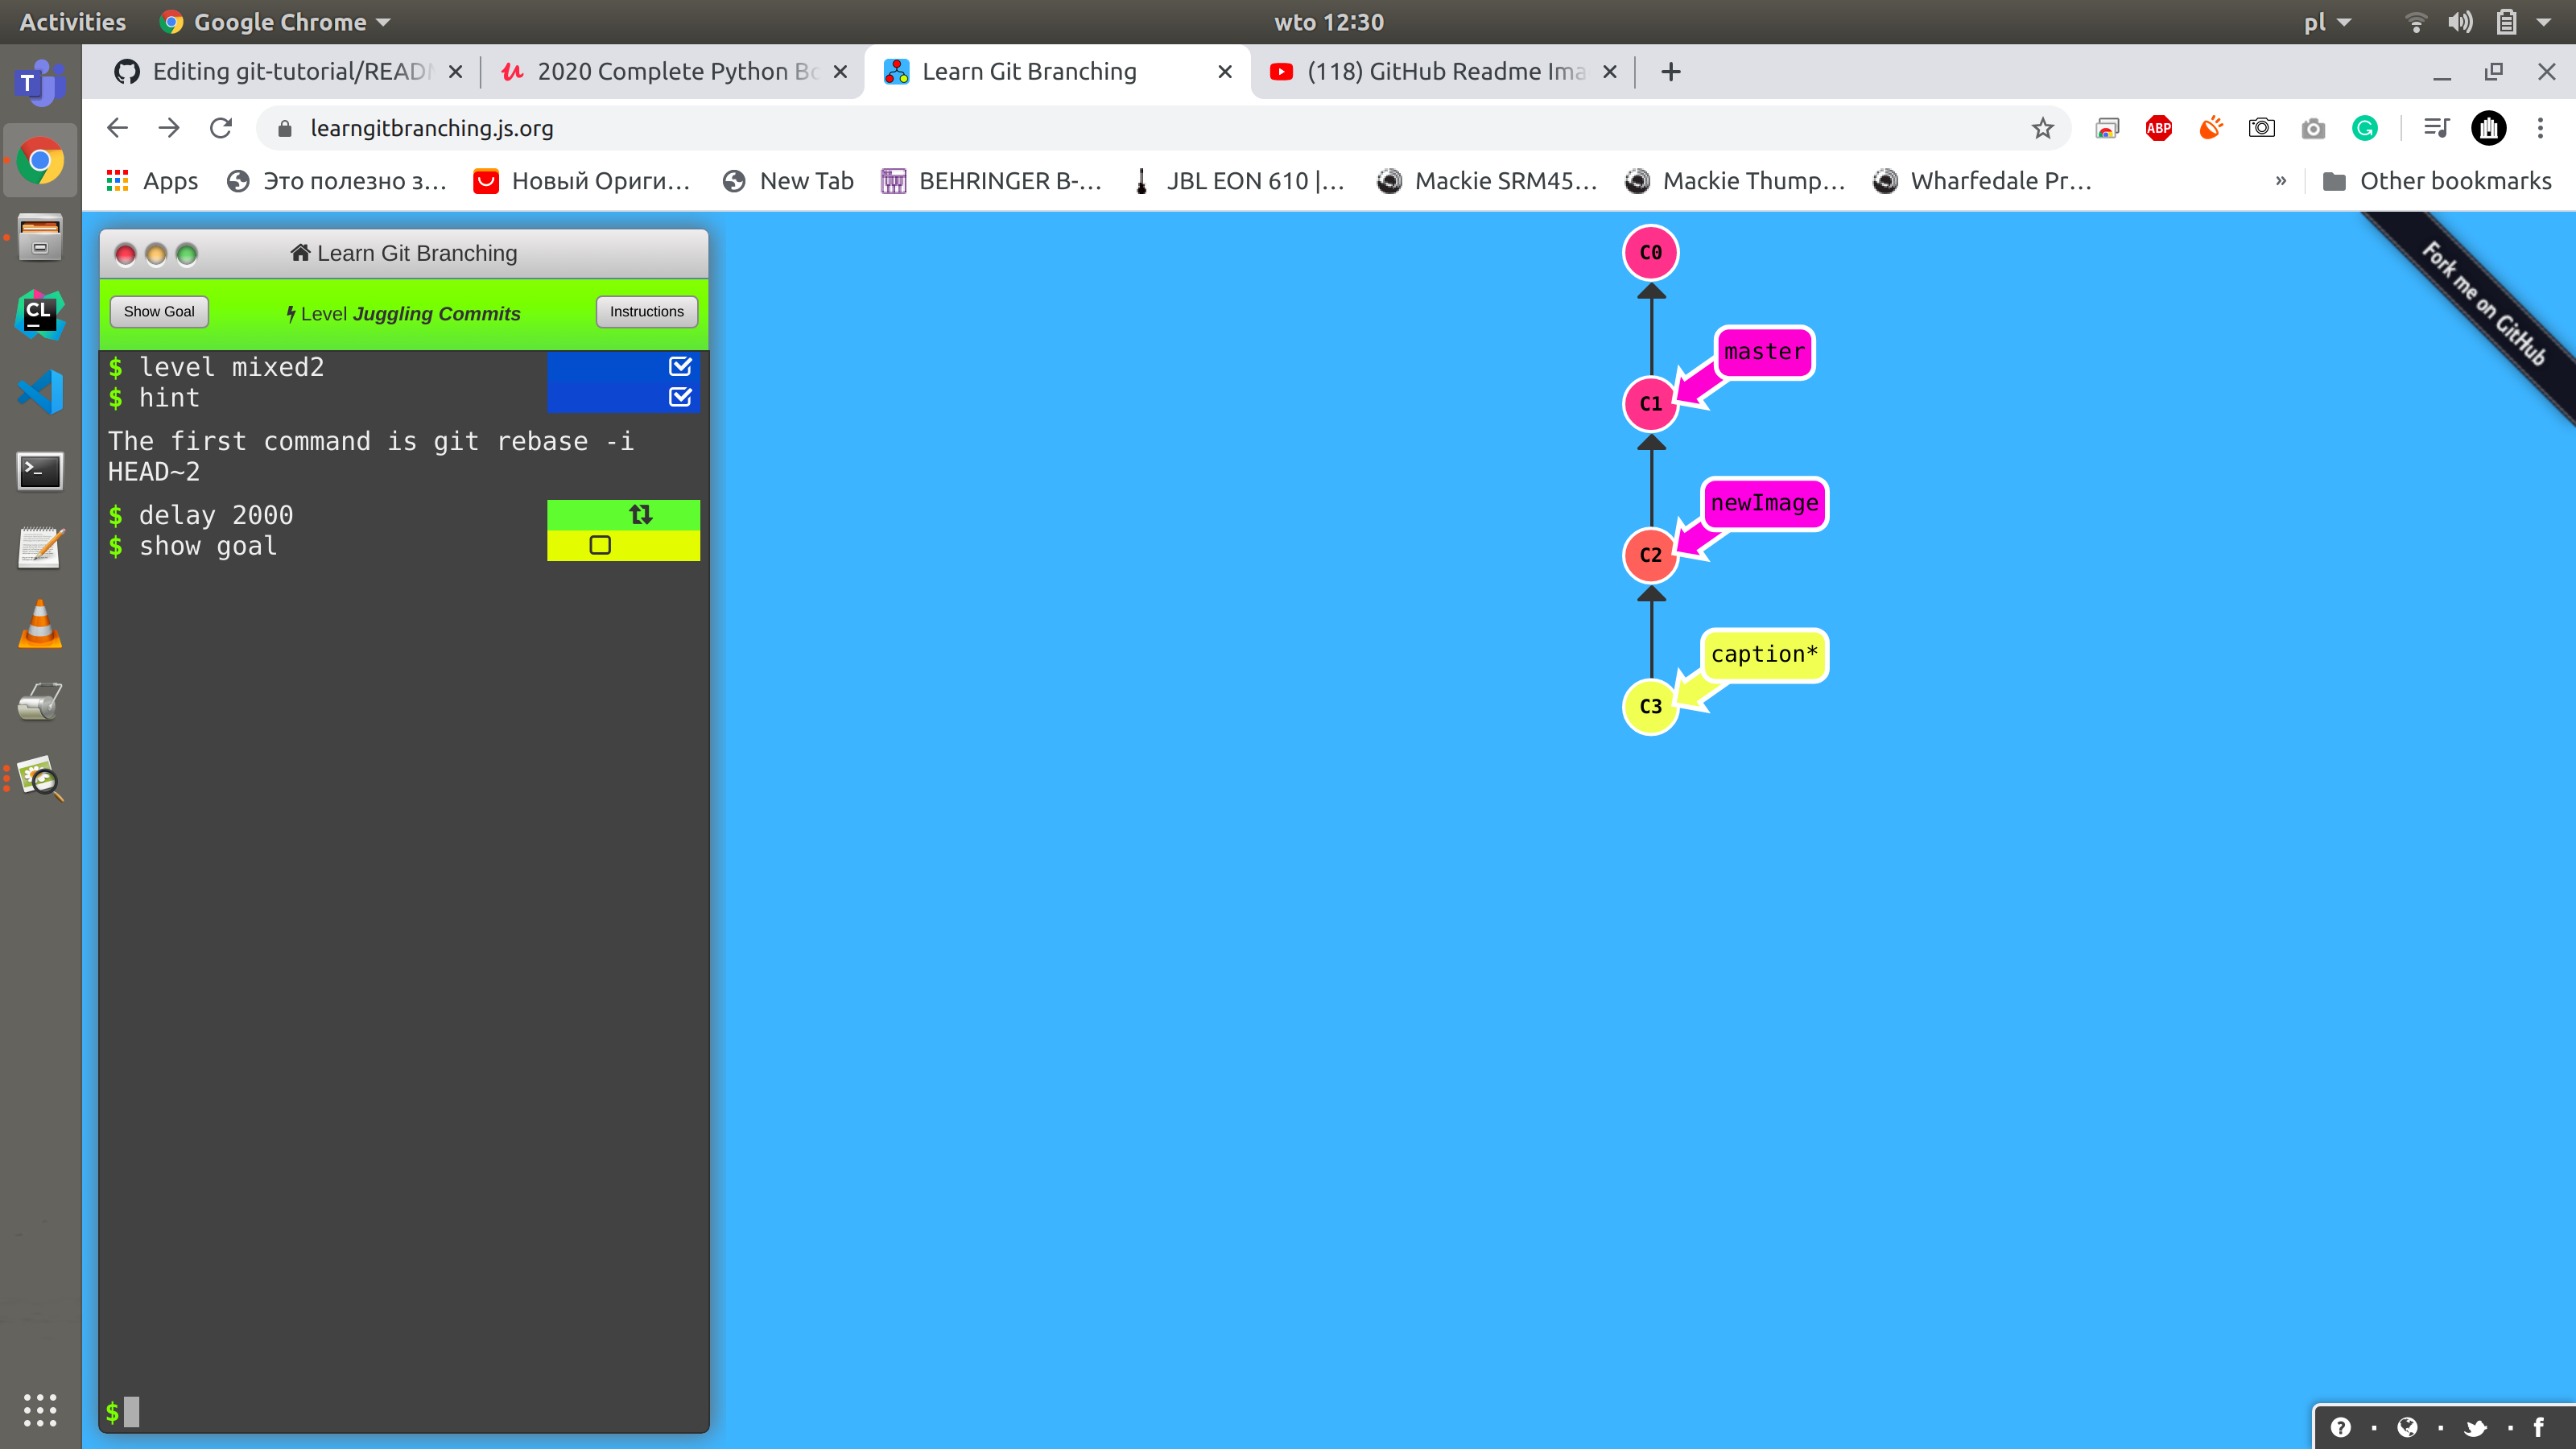 Activities Google Chrome wto 12:30 pl
Editing git-tutorial/READ 2020 Complete Python Bo Learn Git Branching (118) GitHub Readme Ima
learngitbranching.js.org ABP
Apps Это полезно з... Новый Ориги... New Tab BEHRINGER B-... JBL EON 610 |... Mackie SRM45... Mackie Thump... Wharfedale Pr... » Other bookmarks
Learn Git Branching
Show Goal Level Juggling Commits Instructions
$ level mixed2
$ hint
The first command is git rebase -i
HEAD~2
$ delay 2000
$ show goal
$
C0
master
C1
newImage
C2
caption*
C3
Fork me on GitHub
T
CL